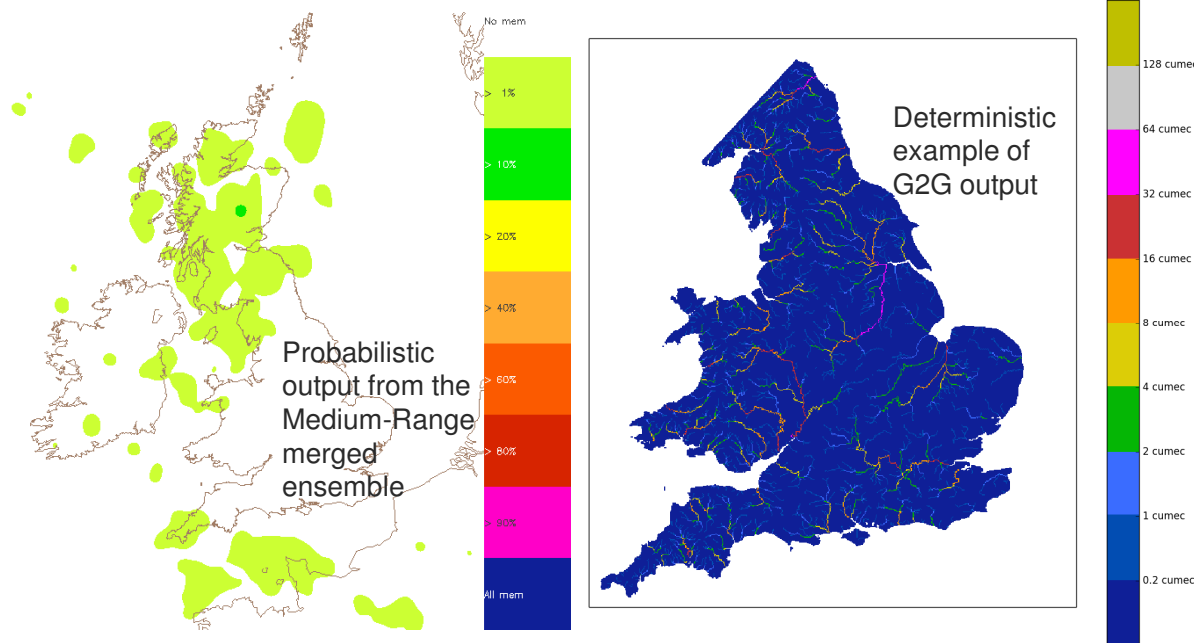 No mem
> 1%
> 10%
> 20%
> 40%
> 60%
> 80%
> 90%
All mem
Probabilistic
output from the
Medium-Range
merged
ensemble
Deterministic
example of
G2G output
128 cumec
64 cumec
32 cumec
16 cumec
8 cumec
4 cumec
2 cumec
1 cumec
0.2 cumec